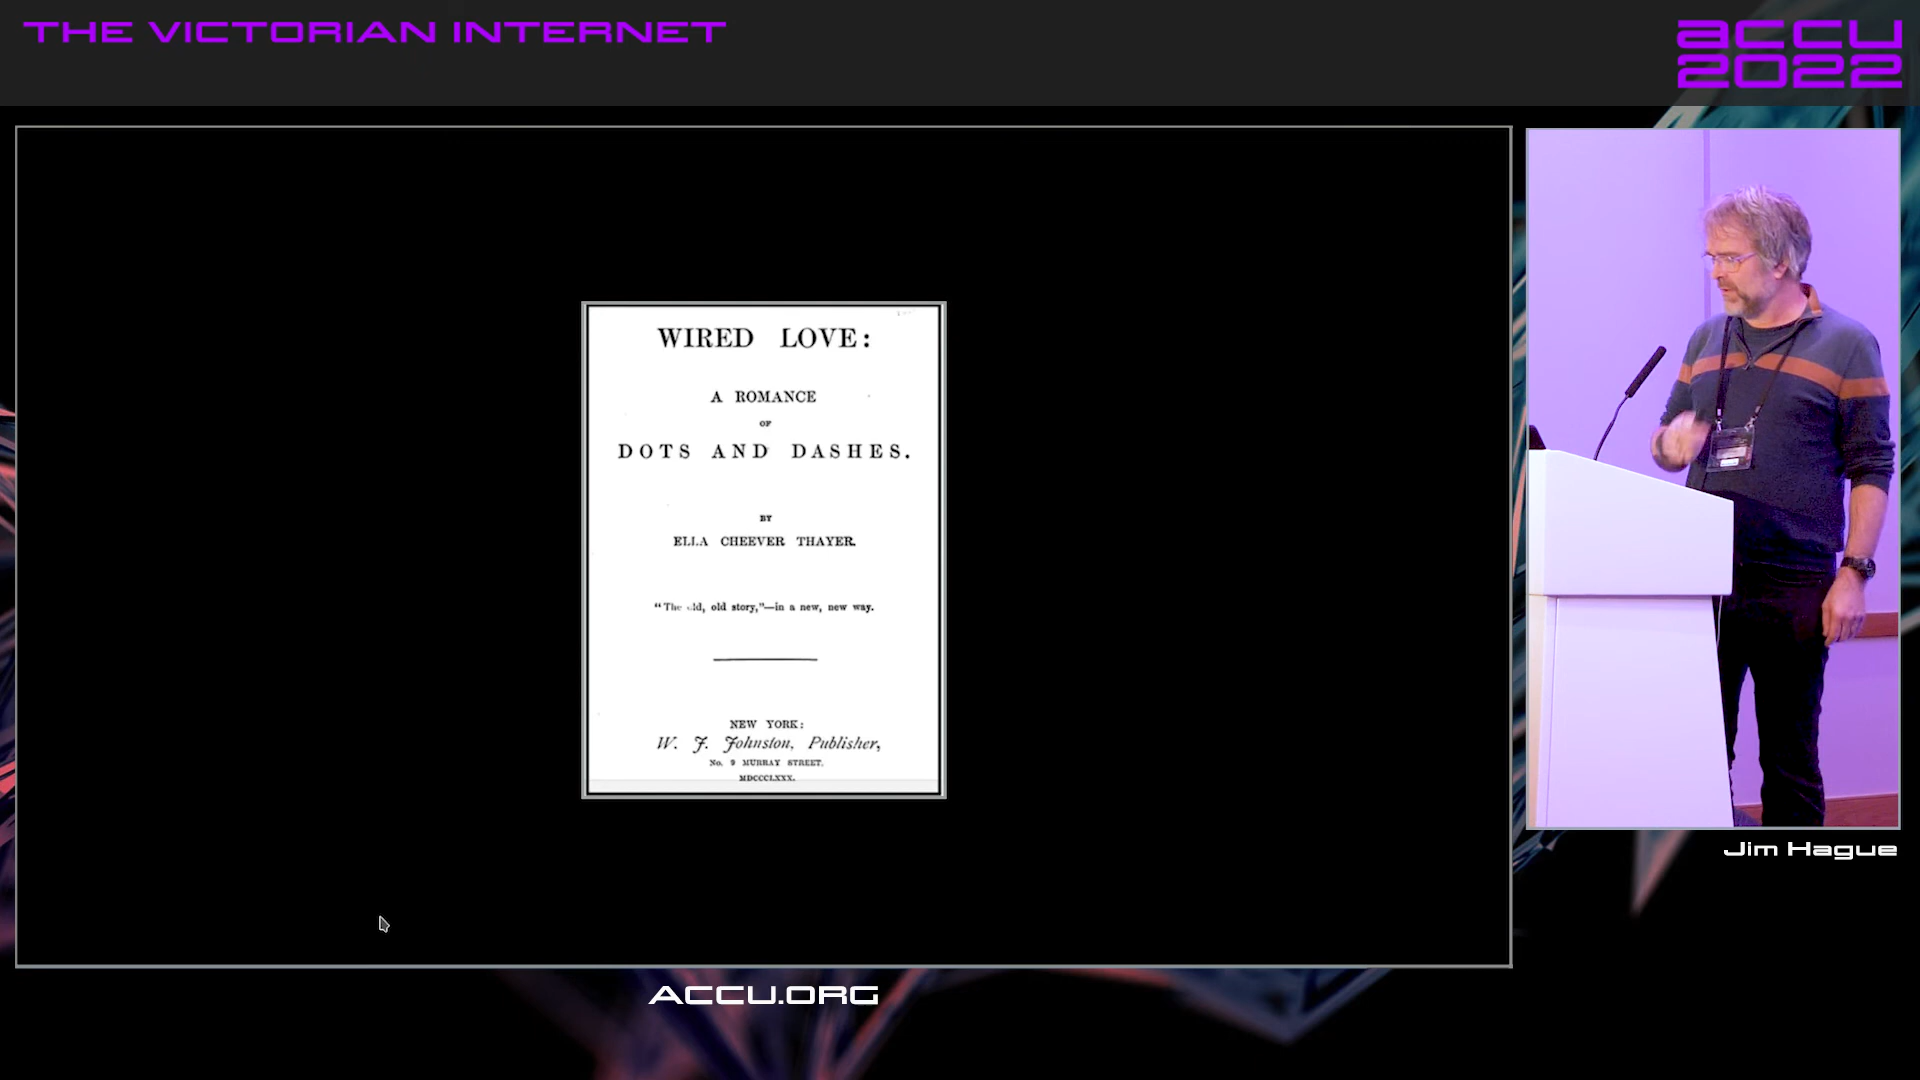 THE VICTORIAN INTERNET
accu
2022
WIRED LOVE:
A ROMANCE
OF
DOTS AND DASHES.
BY
ELLA CHEEVER THAYER.
“The old, old story,”—in a new, new way.
NEW YORK:
W. J. Johnston, Publisher,
No. 9 MURRAY STREET.
MDCCCLXXX.
Jim Hague
ACCU.ORG